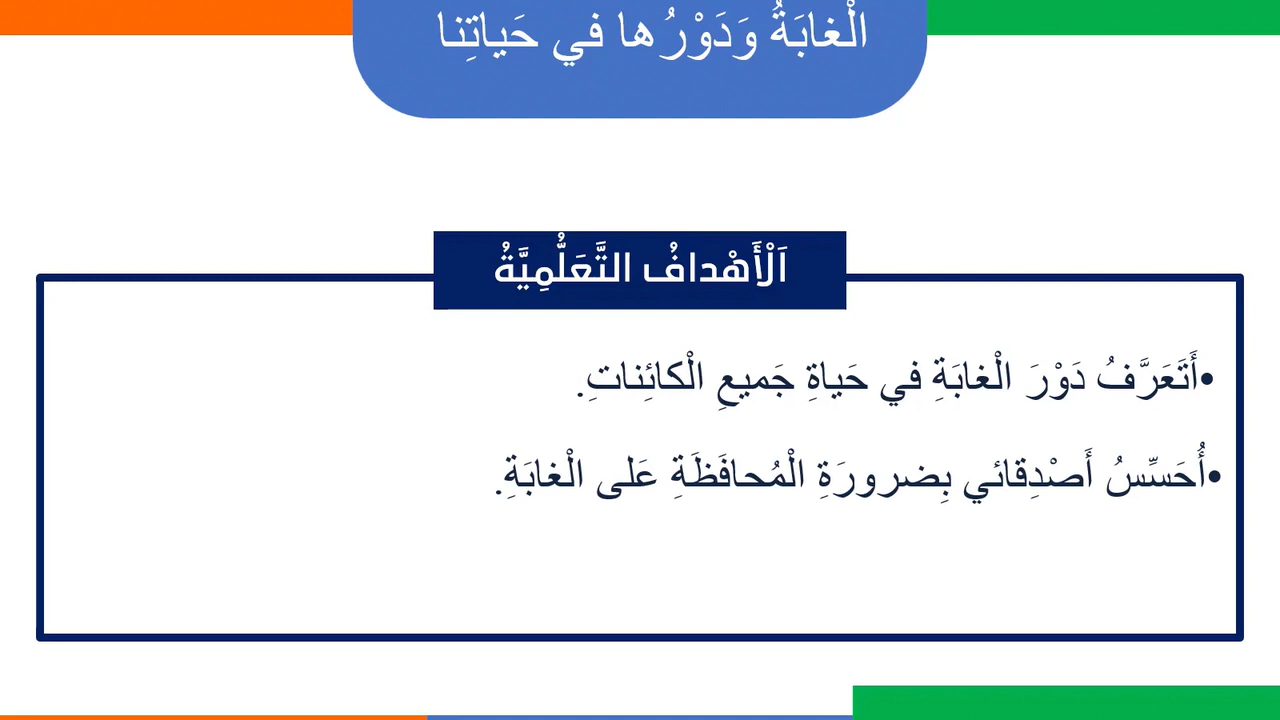 الْغابَةُ وَدَوْرُها في حَياتِنا
اَلْأَهْدافُ التَّعَلُّمِيَّةُ
•أَتَعَرَّفُ دَوْرَ الْغابَةِ في حَياةِ جَميعِ الْكائِناتِ.
•أُحَسِّسُ أَصْدِقائي بِضرورَةِ الْمُحافَظَةِ عَلى الْغابَةِ.